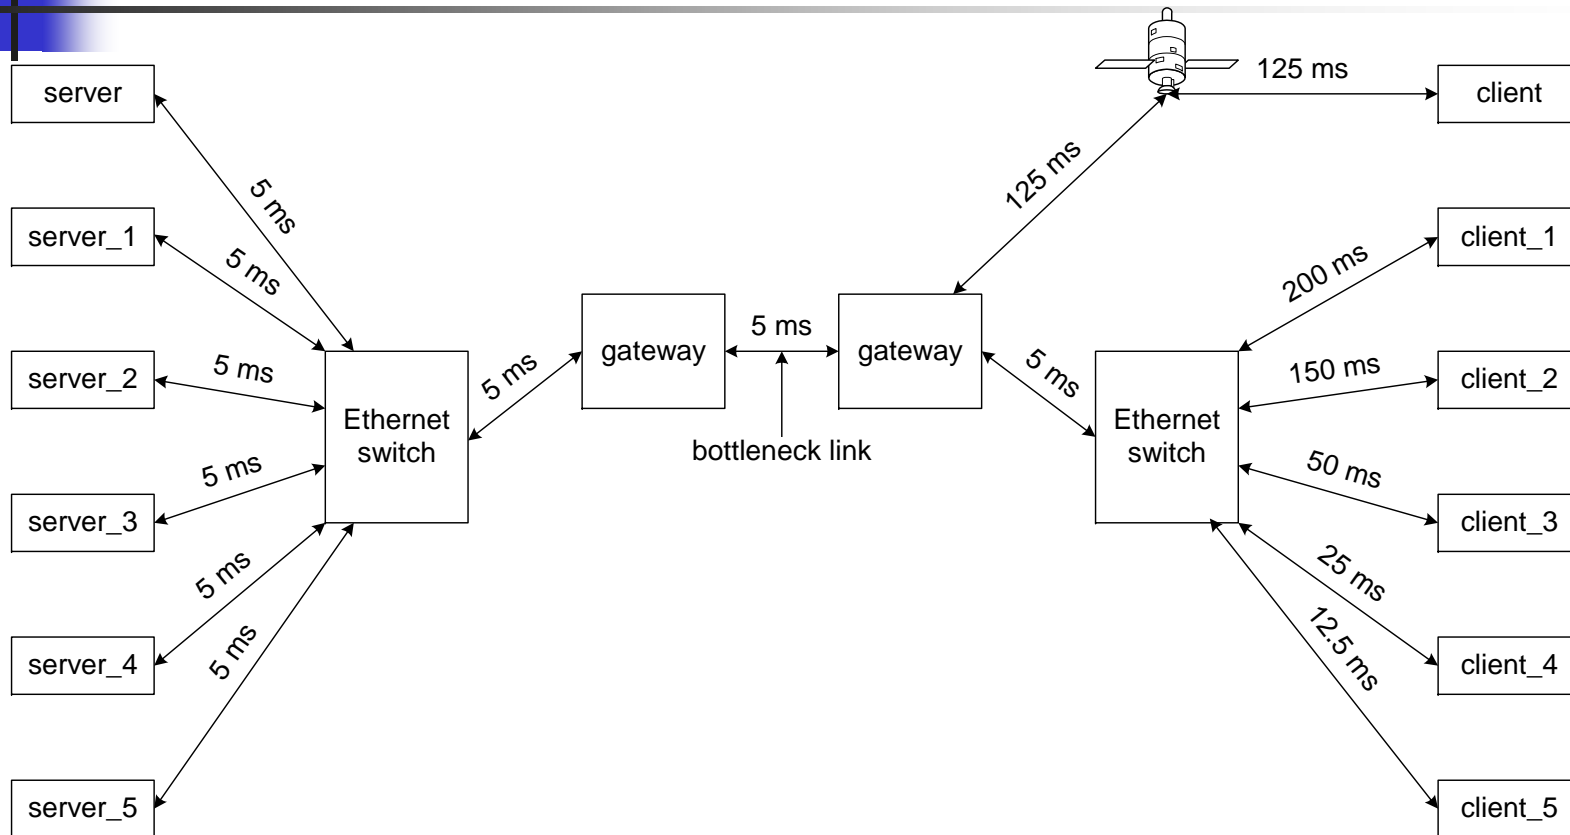 server
5 ms
125 ms
client
125 ms
server_1
5 ms
client_1
200 ms
server_2
5 ms
5 ms
gateway
5 ms
gateway
5 ms
bottleneck link
Ethernet
switch
Ethernet
switch
150 ms
client_2
server_3
5 ms
50 ms
client_3
server_4
5 ms
25 ms
client_4
server_5
5 ms
12.5 ms
client_5